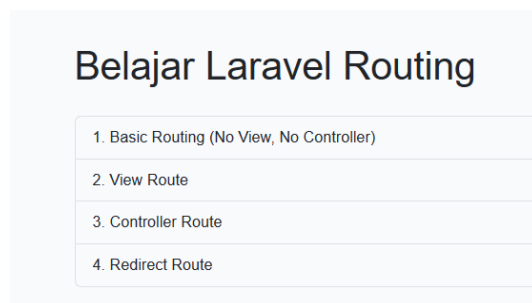 Belajar Laravel Routing
1. Basic Routing (No View, No Controller)
2. View Route
3. Controller Route
4. Redirect Route